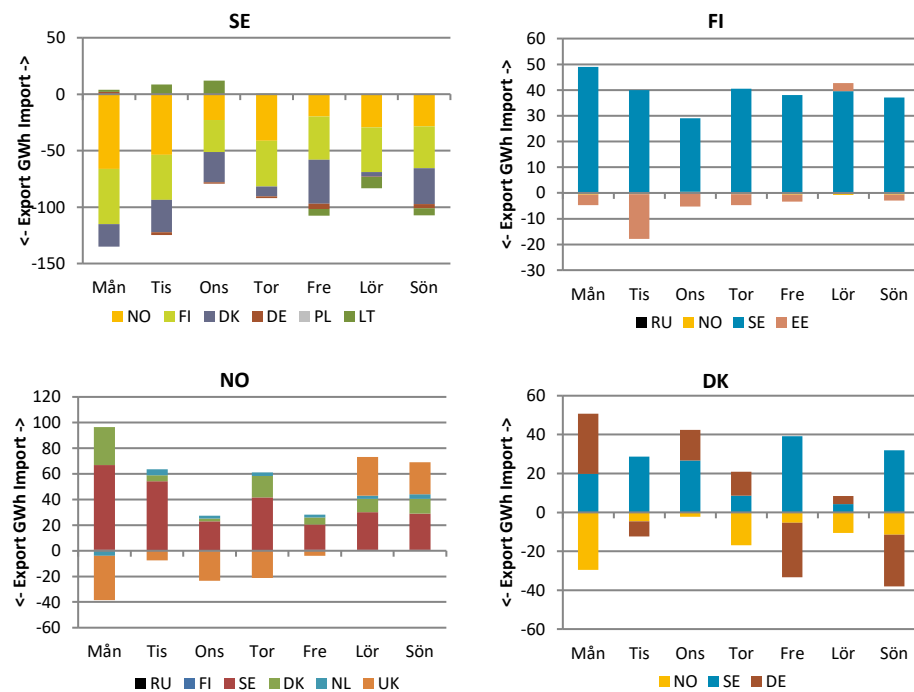 SE
<- Export GWh Import ->
50
0
-50
-100
-150
Mån Tis Ons Tor Fre Lör Sön
NO FI DK DE PL LT
FI
<- Export GWh Import ->
60
50
40
30
20
10
0
-10
-20
-30
Mån Tis Ons Tor Fre Lör Sön
RU NO SE EE
NO
<- Export GWh Import ->
120
100
80
60
40
20
0
-20
-40
-60
Mån Tis Ons Tor Fre Lör Sön
RU FI SE DK NL UK
DK
<- Export GWh Import ->
60
40
20
0
-20
-40
-60
Mån Tis Ons Tor Fre Lör Sön
NO SE DE